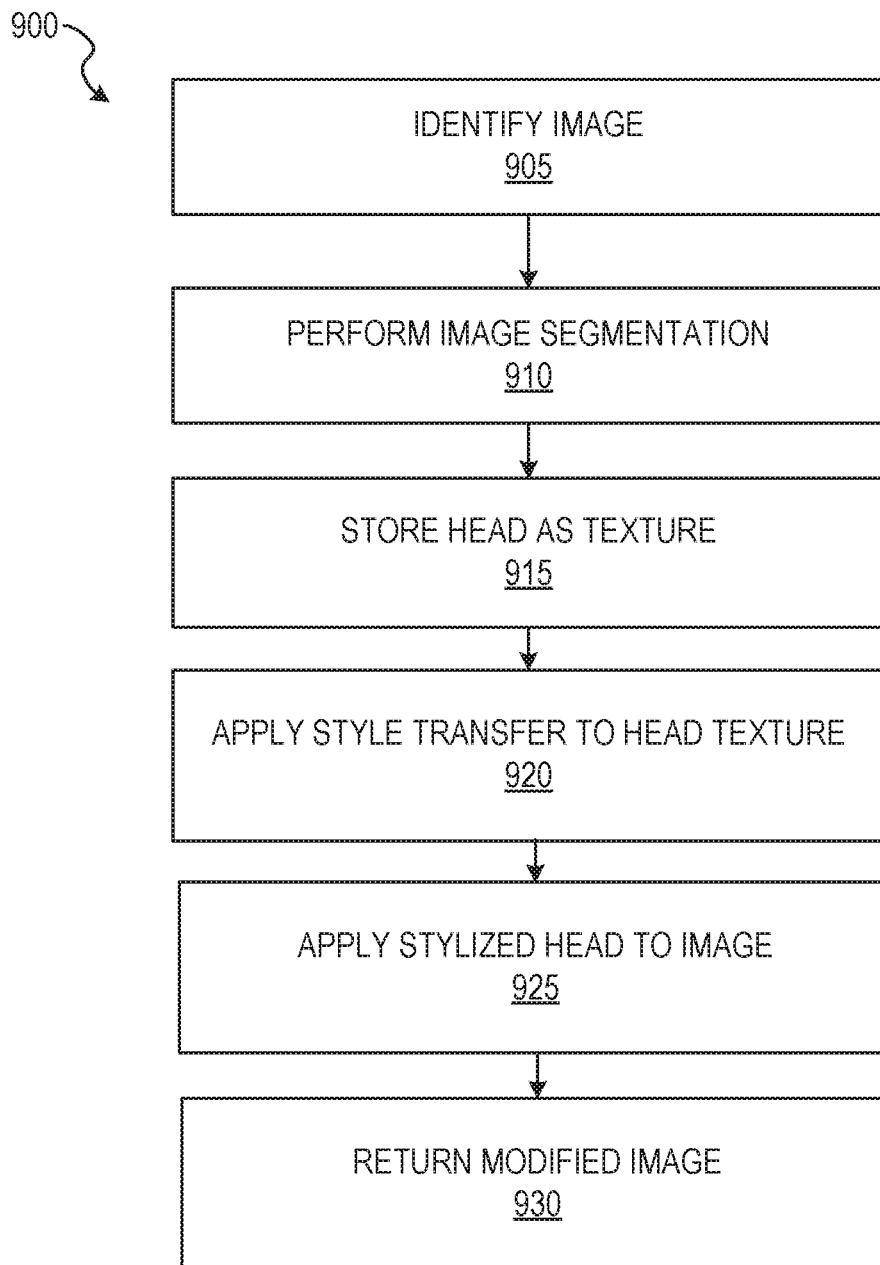 900
IDENTIFY IMAGE
905
PERFORM IMAGE SEGMENTATION
910
STORE HEAD AS TEXTURE
915
APPLY STYLE TRANSFER TO HEAD TEXTURE
920
APPLY STYLIZED HEAD TO IMAGE
925
RETURN MODIFIED IMAGE
930